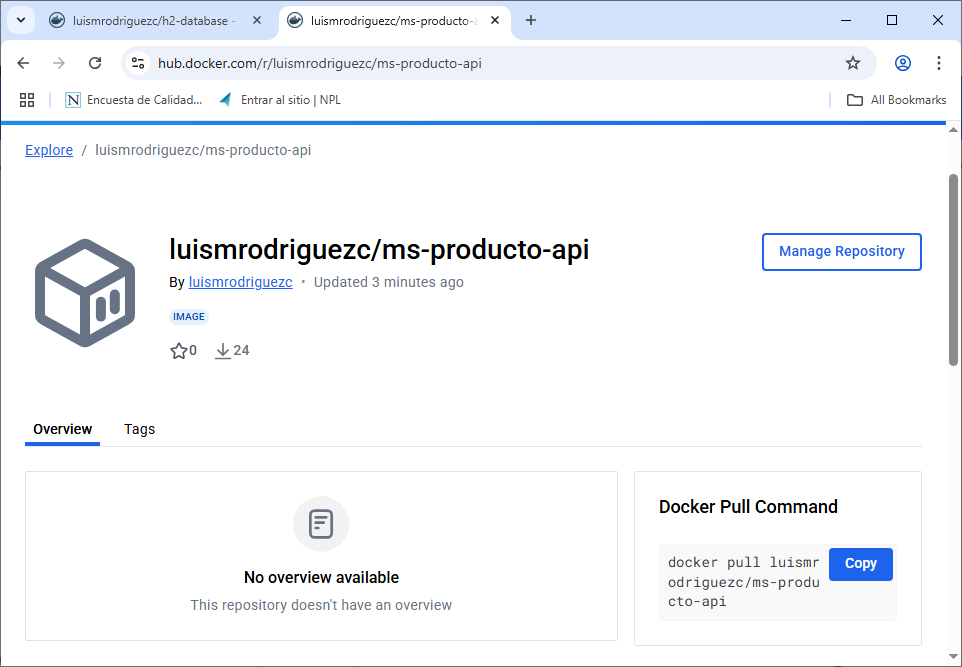 luismrodriguezc/h2-database -
luismrodriguezc/ms-producto-a
hub.docker.com/r/luismrodriguezc/ms-producto-api
N Encuesta de Calidad...
Entrar al sitio | NPL
All Bookmarks
Explore / luismrodriguezc/ms-producto-api
luismrodriguezc/ms-producto-api
Manage Repository
By luismrodriguezc • Updated 3 minutes ago
IMAGE
0 24
Overview Tags
No overview available
This repository doesn't have an overview
Docker Pull Command
docker pull luismr
odriguezc/ms-produ
cto-api
Copy